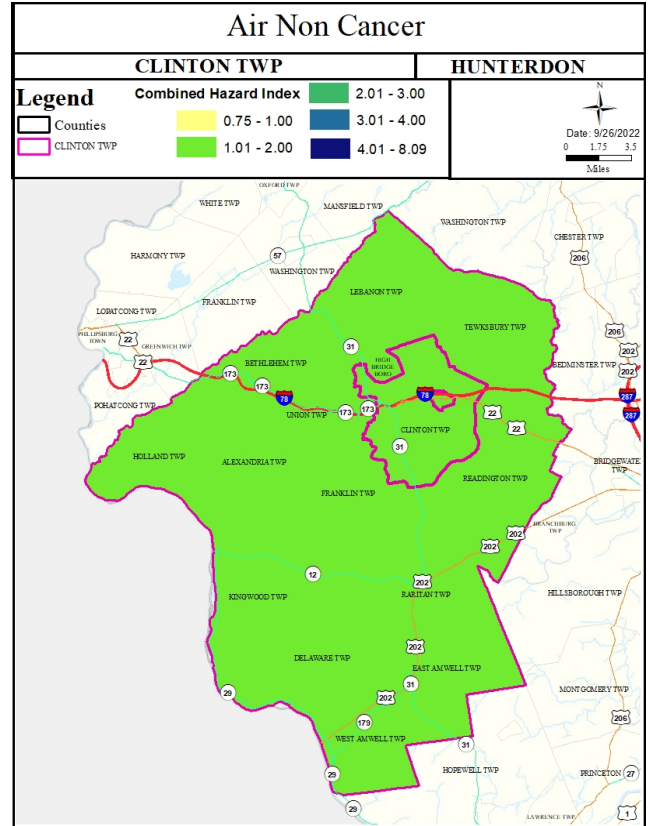 Air Non Cancer
CLINTON TWP
HUNTERDON
Legend
Counties
CLINTON TWP
Combined Hazard Index
0.75 - 1.00
1.01 - 2.00
2.01 - 3.00
3.01 - 4.00
4.01 - 8.09
N
Date: 9/26/2022
0 1.75 3.5
Miles
OXFORD TWP
WHITE TWP
MANSFIELD TWP
WASHINGTON TWP
CHESTER TWP
206
HARMONY TWP
57
WASHINGTON TWP
LEBANON TWP
FRANKLIN TWP
LOPATCONG TWP
TEWKSBURY TWP
PHILLIPSBURG
TOWN
22
206
GREENWICH TWP
31
202
22
BETHLEHEM TWP
HIGH
BRIDGE
BORO
BEDMINSTER TWP
173
202
173
78
78
287
POHATCONG TWP
UNION TWP
173
173
22
287
CLINTON TWP
22
31
HOLLAND TWP
ALEXANDRIA TWP
BRIDGEWATER
TWP
READINGTON TWP
FRANKLIN TWP
BRANCHBURG
TWP
202
202
12
202
KINGWOOD TWP
RARITAN TWP
HILLSBOROUGH TWP
202
DELAWARE TWP
EAST AMWELL TWP
31
29
202
MONTGOMERY TWP
179
206
WEST AMWELL TWP
31
29
HOPEWELL TWP
PRINCETON
27
29
LAWRENCE TWP
1